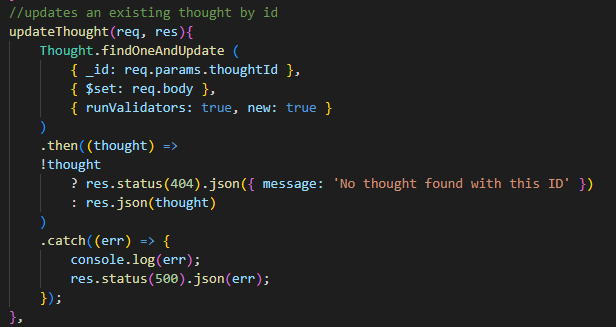 //updates an existing thought by id
updateThought(req, res){
    Thought.findOneAndUpdate (
        { _id: req.params.thoughtId },
        { $set: req.body },
        { runValidators: true, new: true }
    )
    .then((thought) =>
    !thought
        ? res.status(404).json({ message: 'No thought found with this ID' })
        : res.json(thought)
    )
    .catch((err) => {
        console.log(err);
        res.status(500).json(err);
    });
},